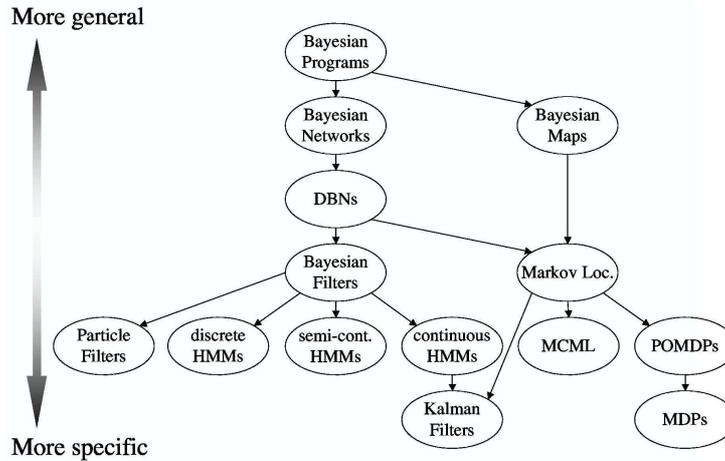 More general
Bayesian
Programs
Bayesian
Networks
Bayesian
Maps
DBNs
Bayesian
Filters
Markov Loc.
Particle
Filters
discrete
HMMs
semi-cont.
HMMs
continuous
HMMs
MCML
POMDPs
Kalman
Filters
MDPs
More specific